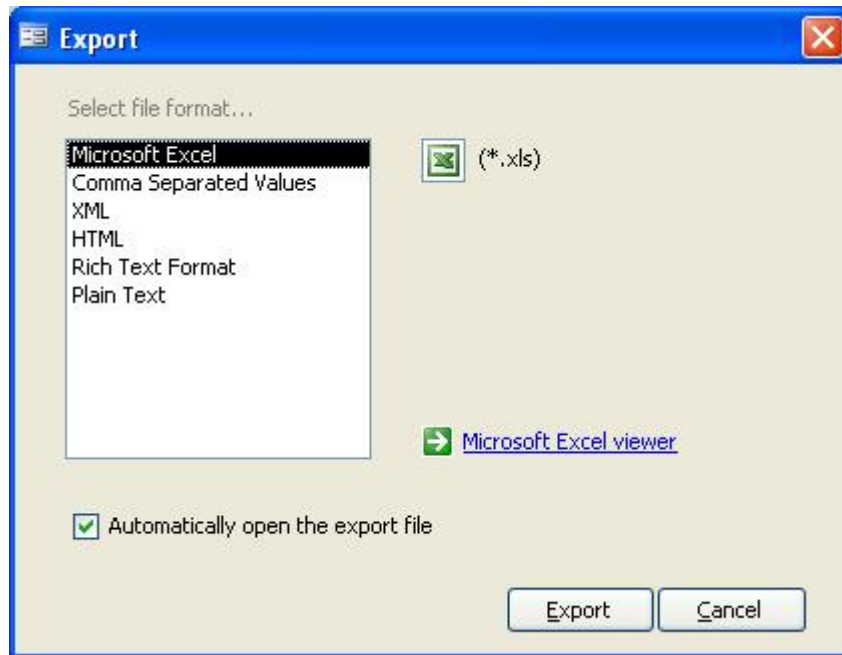 Export
Select file format...
Microsoft Excel
(*.xls)
Comma Separated Values
XML
HTML
Rich Text Format
Plain Text
Microsoft Excel viewer
Automatically open the export file
Export
Cancel